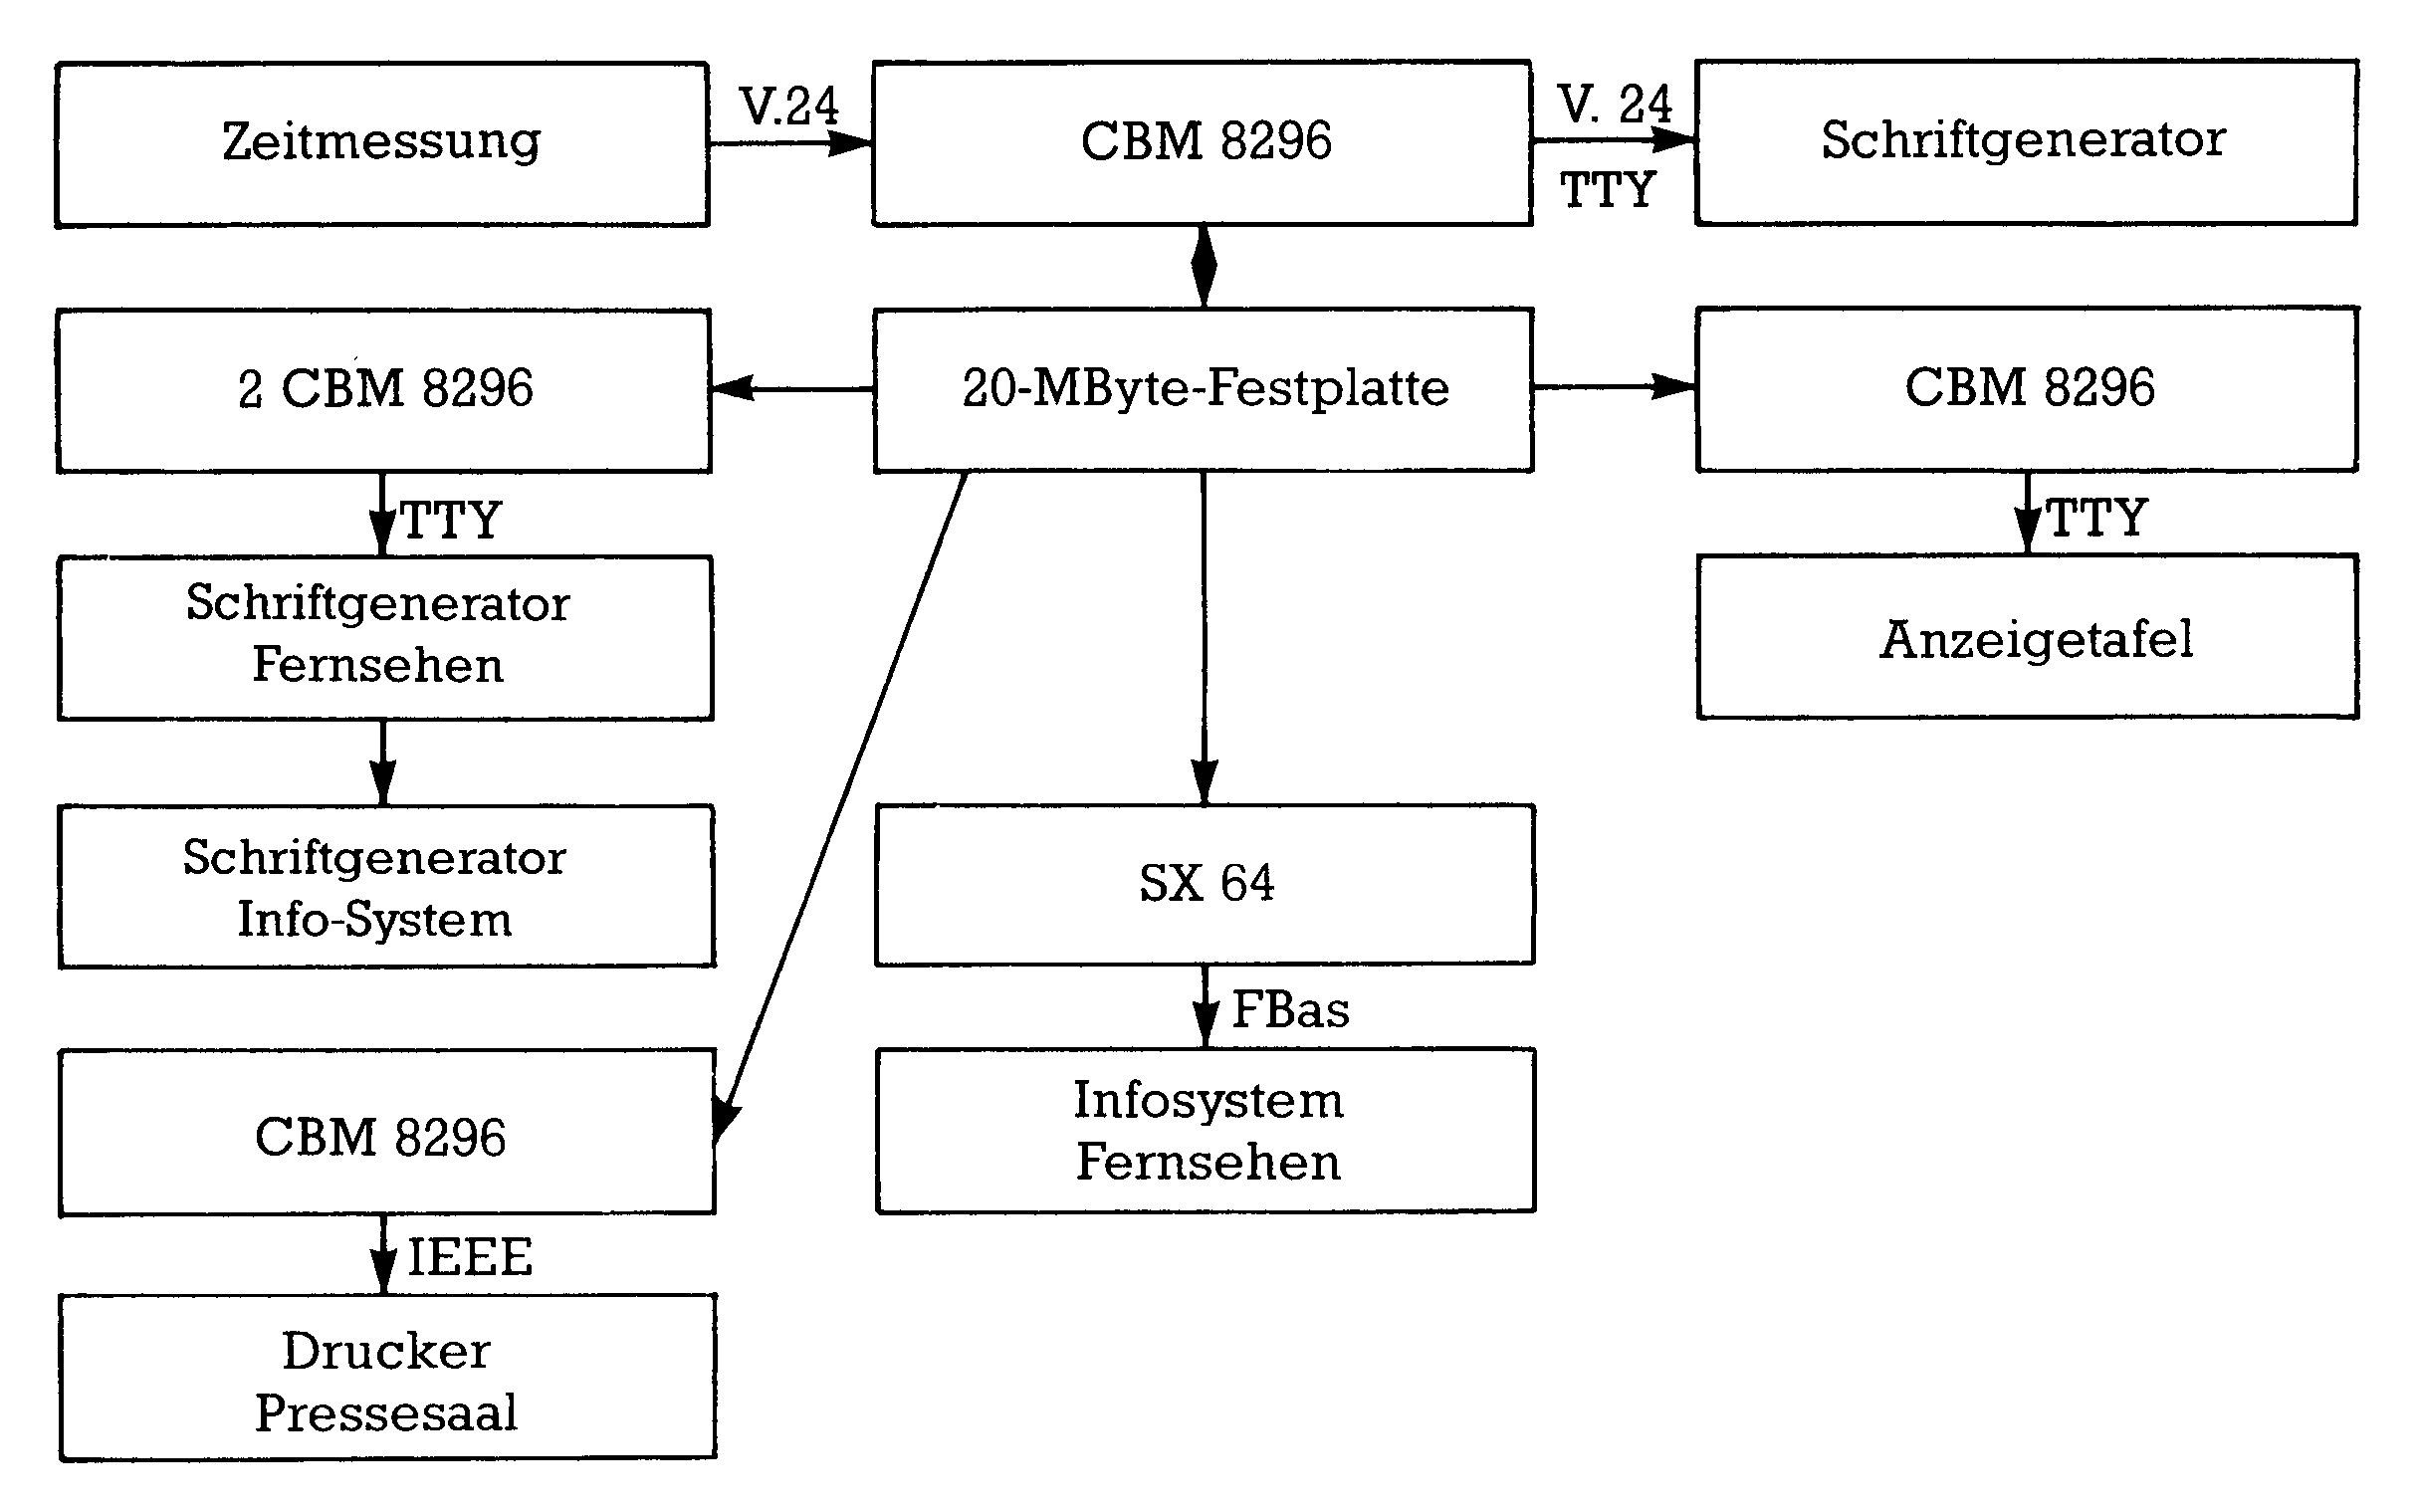 Zeitmessung
V.24
CBM 8296
V. 24
TTY
Schriftgenerator
2 CBM 8296
20-MByte-Festplatte
CBM 8296
TTY
TTY
Schriftgenerator
Fernsehen
Anzeigetafel
Schriftgenerator
Info-System
SX 64
FBas
CBM 8296
Infosystem
Fernsehen
IEEE
Drucker
Pressesaal